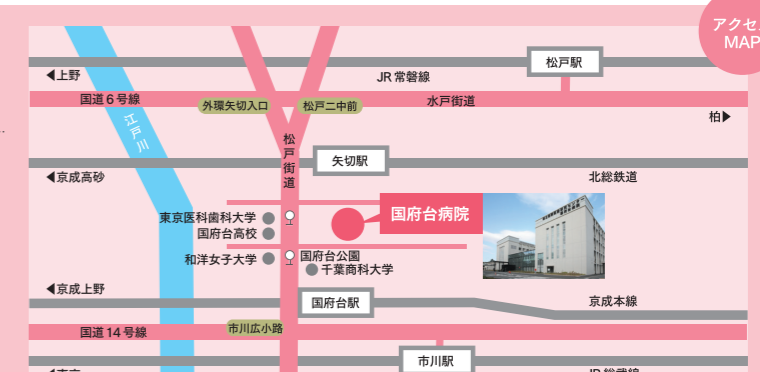 アクセス
MAP
松戸駅
◀上野
JR常磐線
国道6号線
外環矢切入口
松戸二中前
水戸街道
柏▶
江戸川
松戸街道
矢切駅
◀京成高砂
北総鉄道
国府台病院
東京医科歯科大学
国府台高校
和洋女子大学
国府台公園
千葉商科大学
◀京成上野
国府台駅
京成本線
国道14号線
市川広小路
市川駅